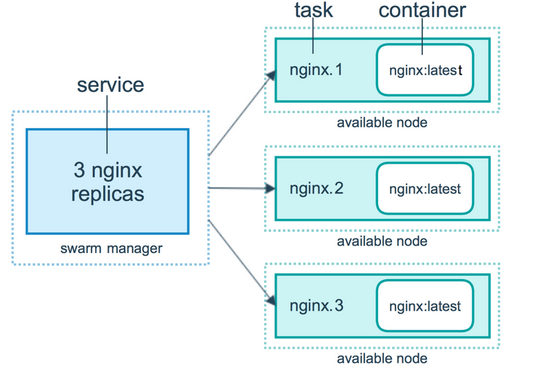 task
container
service
nginx.1
nginx:latest
available node
3 nginx
replicas
swarm manager
nginx.2
nginx:latest
available node
nginx.3
nginx:latest
available node